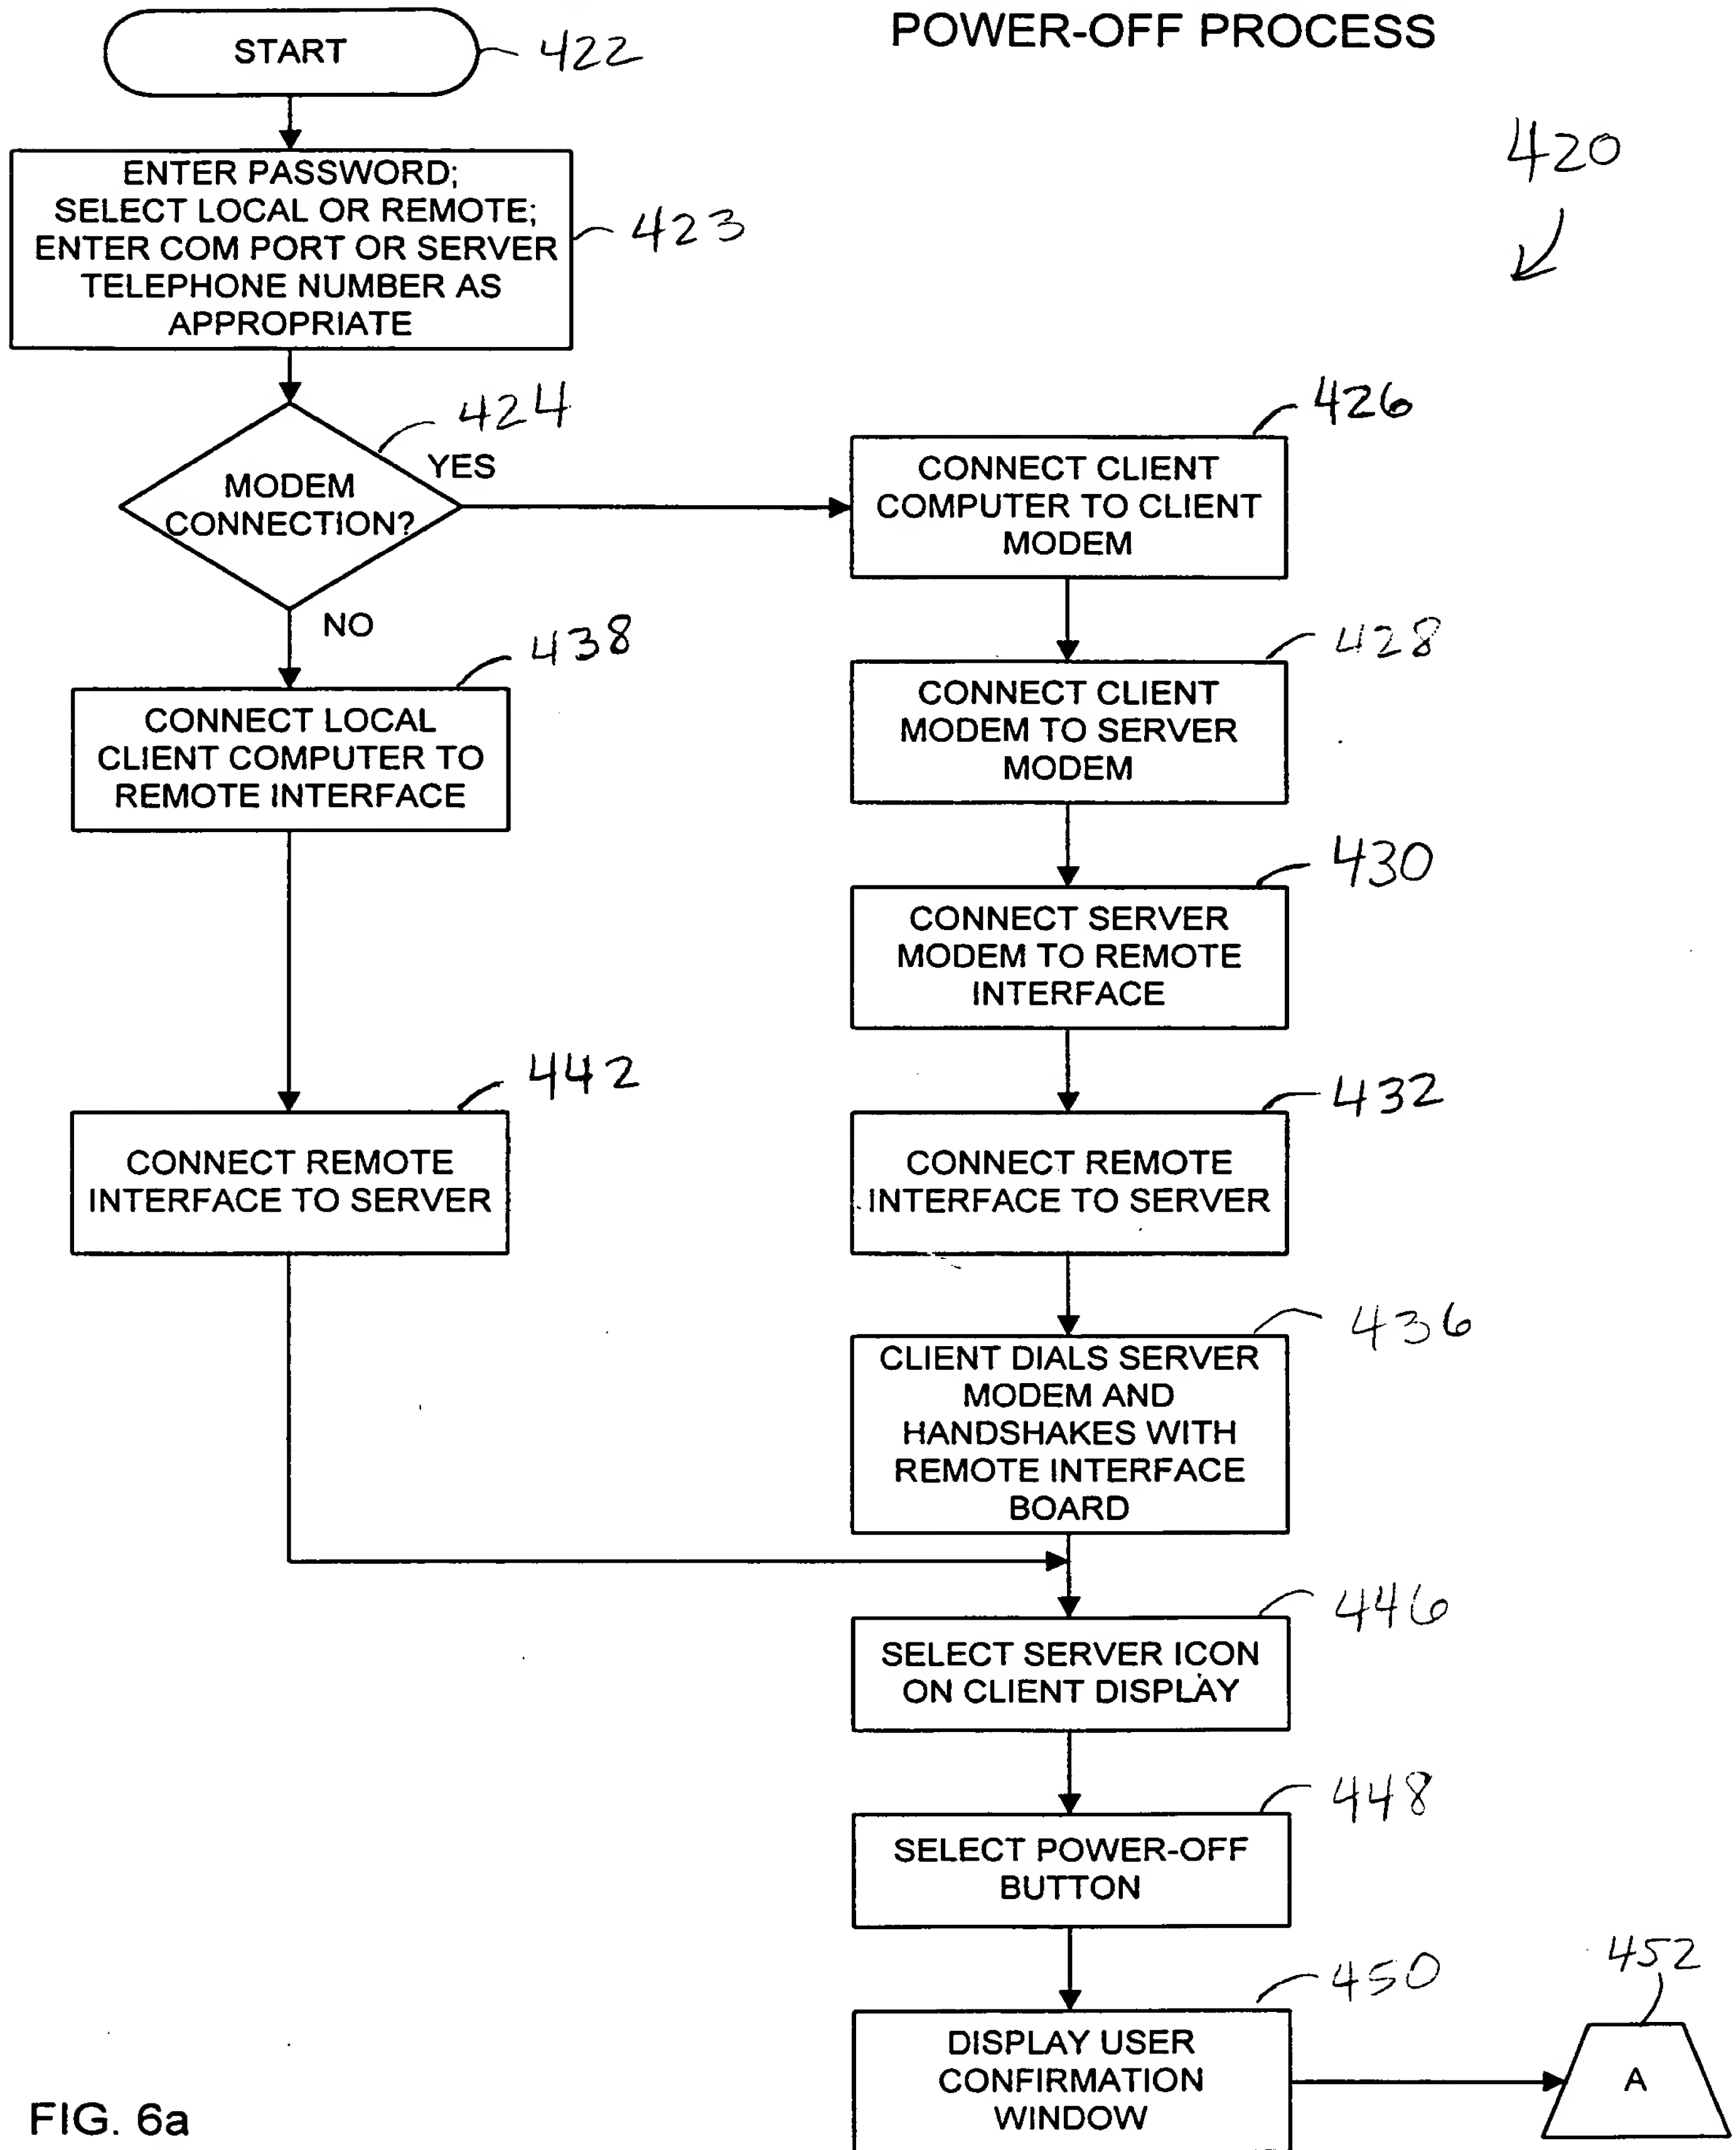 POWER-OFF PROCESS
420
START
422
ENTER PASSWORD;
SELECT LOCAL OR REMOTE;
ENTER COM PORT OR SERVER
TELEPHONE NUMBER AS
APPROPRIATE
423
424
MODEM
CONNECTION?
YES
NO
426
CONNECT CLIENT
COMPUTER TO CLIENT
MODEM
438
CONNECT LOCAL
CLIENT COMPUTER TO
REMOTE INTERFACE
428
CONNECT CLIENT
MODEM TO SERVER
MODEM
430
CONNECT SERVER
MODEM TO REMOTE
INTERFACE
442
CONNECT REMOTE
INTERFACE TO SERVER
432
CONNECT REMOTE
INTERFACE TO SERVER
436
CLIENT DIALS SERVER
MODEM AND
HANDSHAKES WITH
REMOTE INTERFACE
BOARD
446
SELECT SERVER ICON
ON CLIENT DISPLAY
448
SELECT POWER-OFF
BUTTON
450
DISPLAY USER
CONFIRMATION
WINDOW
452
A
FIG. 6a